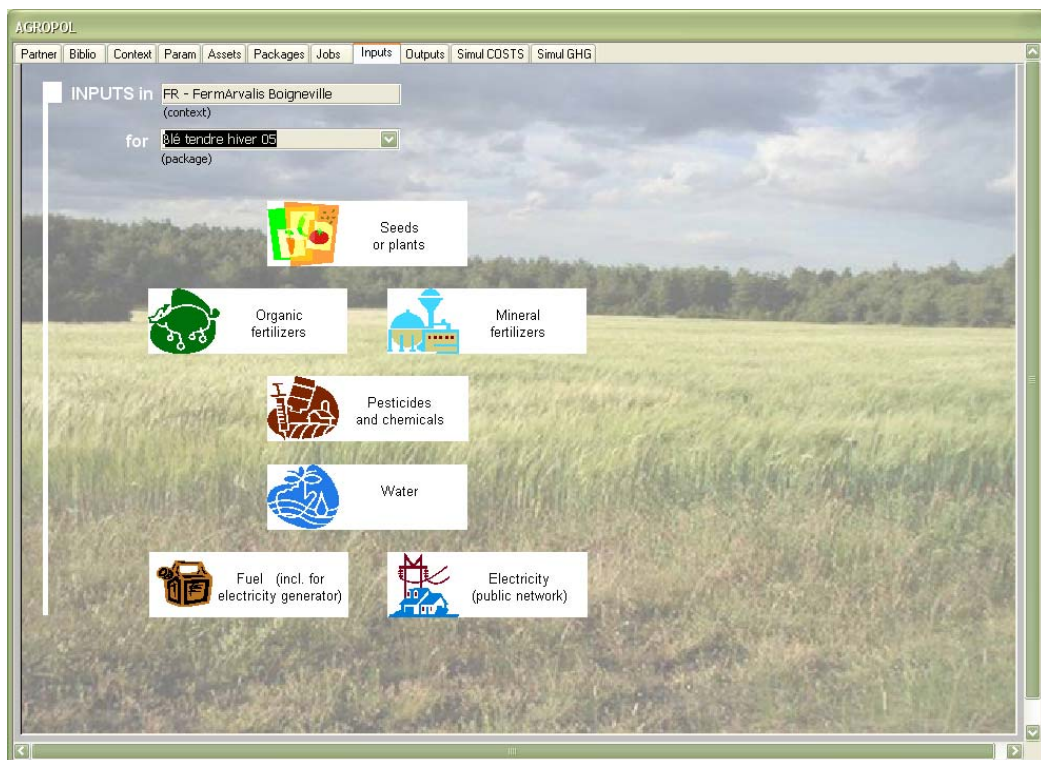 AGROPOL
Partner Biblio Context Param Assets Packages Jobs Inputs Outputs Simul COSTS Simul GHG
INPUTS in FR - FermArvalis Boigneville
(context)
for Blé tendre hiver 05
(package)
Seeds
or plants
Organic
fertilizers
Mineral
fertilizers
Pesticides
and chemicals
Water
Fuel (incl. for
electricity generator)
Electricity
(public network)